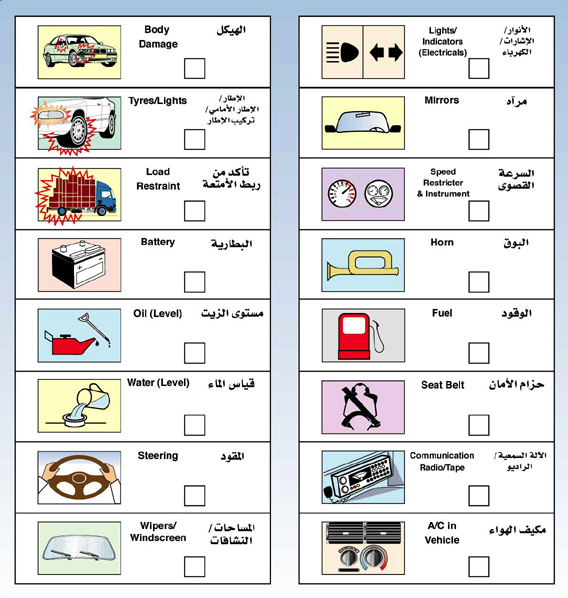 Body
Damage
الهيكل
Tyres/Lights
الإطار/
الإطار الأمامي/
تركيب الإطار
Load
Restraint
تأكد من
ربط الأمتعة
Battery
البطارية
Oil (Level)
مستوى الزيت
Water (Level)
قياس الماء
Steering
المقود
Wipers/
Windscreen
المساحات/
النشافات
Lights/
Indicators
(Electricals)
الأنوار/
الإشارات/
الكهرباء
Mirrors
مرآد
Speed
Restricter
& Instrument
السرعة
القصوى
Horn
البوق
Fuel
الوقود
Seat Belt
حزام الأمان
Communication
Radio/Tape
الآلة السمعية/
الراديو
A/C in
Vehicle
مكيف الهواء